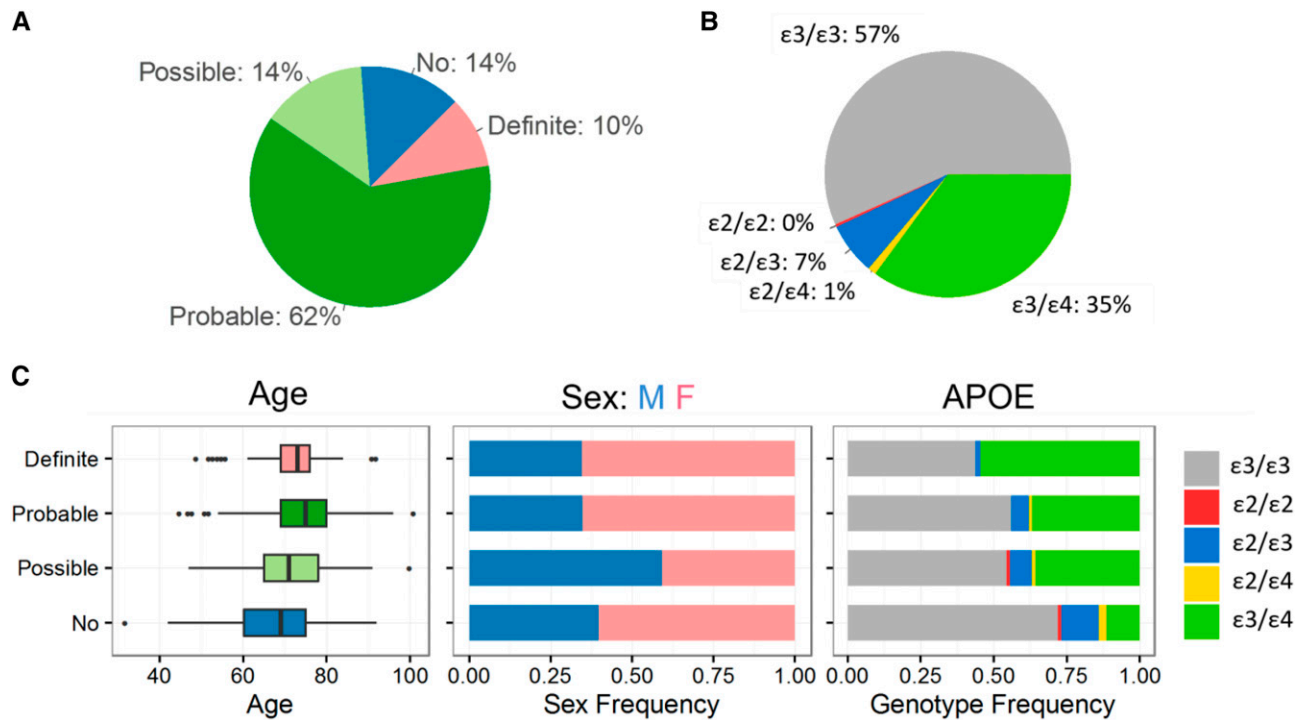 A
Possible: 14%
No: 14%
Definite: 10%
Probable: 62%
B
ε3/ε3: 57%
ε2/ε2: 0%
ε2/ε3: 7%
ε2/ε4: 1%
ε3/ε4: 35%
C
Age
Sex: M F
APOE
Definite
Probable
Possible
No
40 60 80 100
Age
0.00 0.25 0.50 0.75 1.00
Sex Frequency
0.00 0.25 0.50 0.75 1.00
Genotype Frequency
ε3/ε3
ε2/ε2
ε2/ε3
ε2/ε4
ε3/ε4